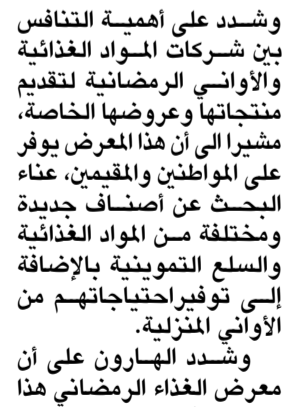 وشدد على أهمية التنافس
بين شركات المواد الغذائية
والأواني الرمضانية لتقديم
منتجاتها وعروضها الخاصة،
مشيرا الى أن هذا المعرض يوفر
على المواطنين والمقيمين، عناء
البحث عن أصناف جديدة
ومختلفة من المواد الغذائية
والسلع التموينية بالإضافة
إلى توفيراحتياجاتهم من
الأواني المنزلية.
وشدد الهارون على أن
معرض الغذاء الرمضاني هذا